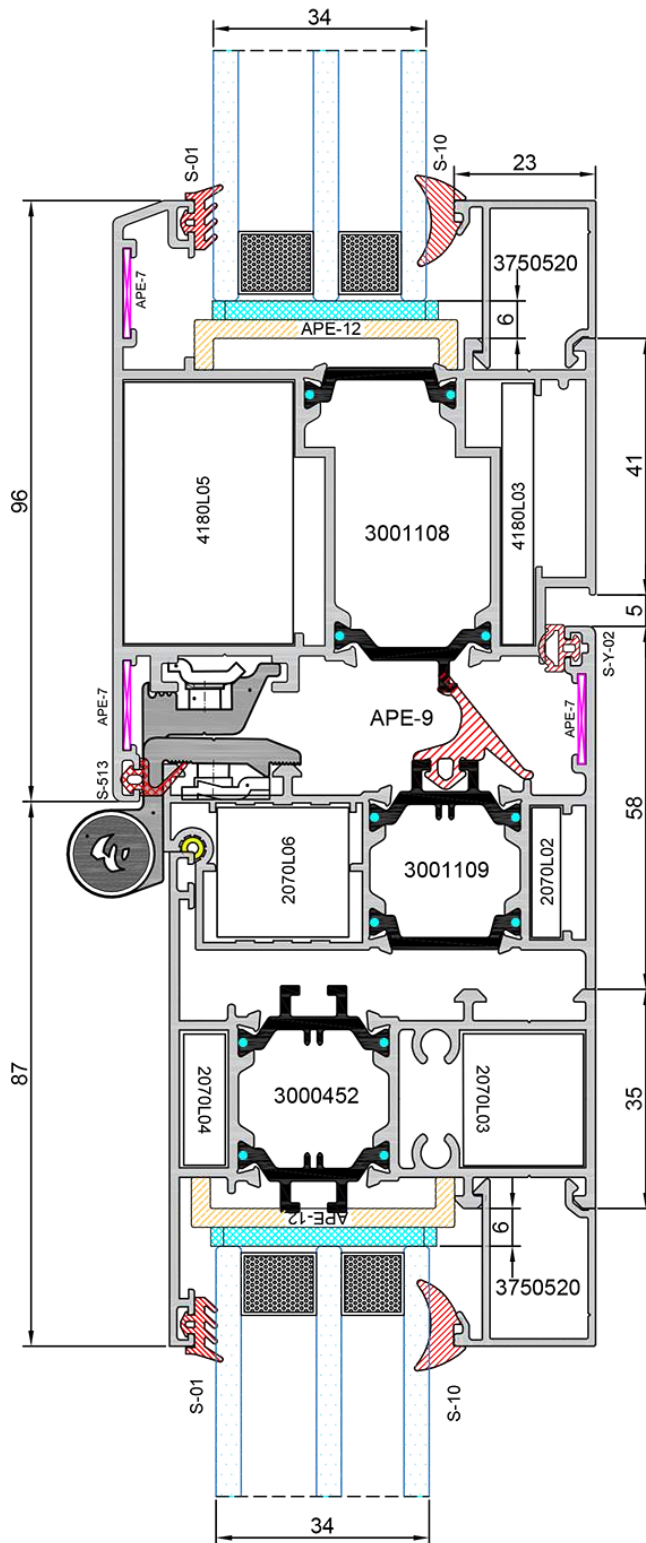 34
S-01
S-10
23
3750520
APE-7
6
APE-12
96
4180L05
3001108
4180L03
41
5
S-Y-02
APE-7
APE-9
APE-7
S-513
58
2070L06
3001109
2070L02
87
2070L04
3000452
2070L03
35
APE-12
6
3750520
S-01
S-10
34